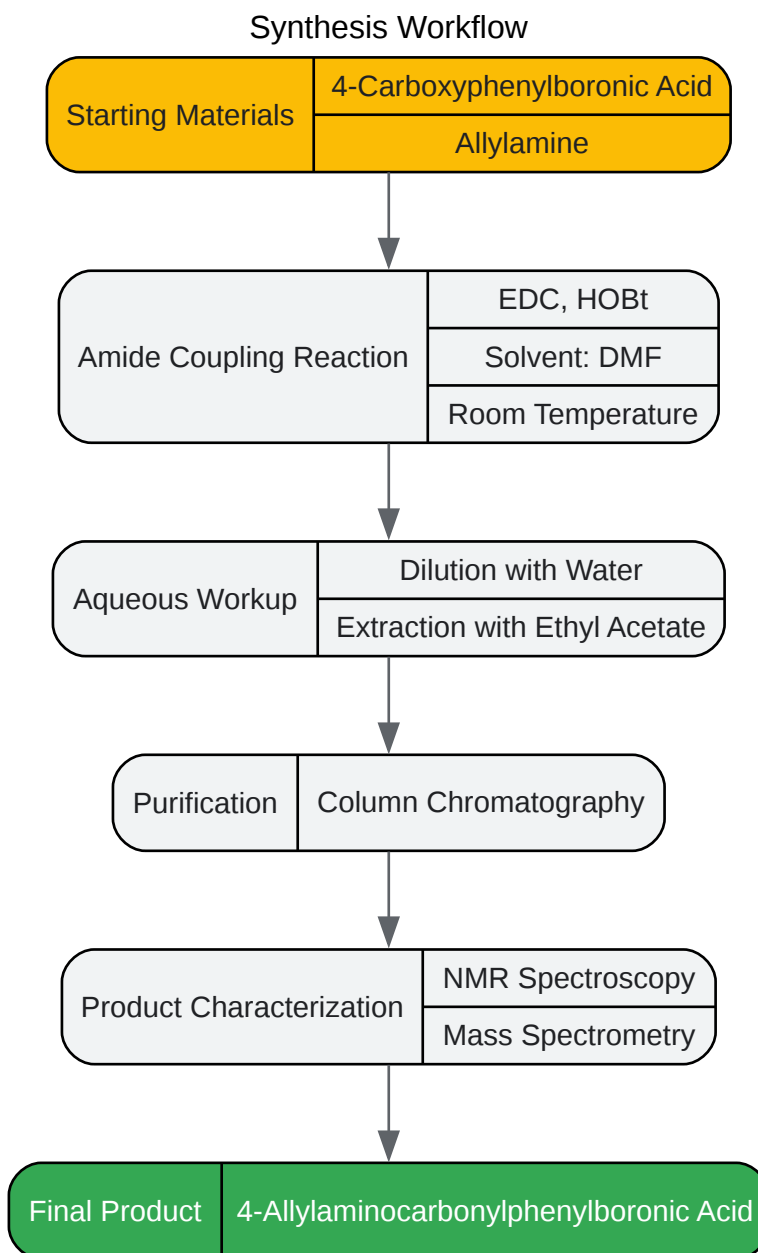 Synthesis Workflow
Starting Materials
4-Carboxyphenylboronic Acid
Allylamine
Amide Coupling Reaction
EDC, HOBt
Solvent: DMF
Room Temperature
Aqueous Workup
Dilution with Water
Extraction with Ethyl Acetate
Purification
Column Chromatography
Product Characterization
NMR Spectroscopy
Mass Spectrometry
Final Product
4-Allylaminocarbonylphenylboronic Acid